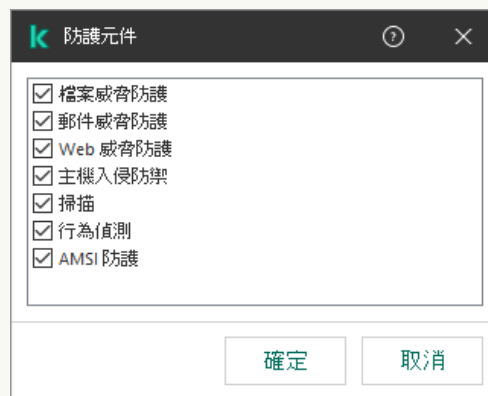 防護元件
檔案威脅防護
郵件威脅防護
Web 威脅防護
主機入侵防禦
掃描
行為偵測
AMSI 防護
確定
取消